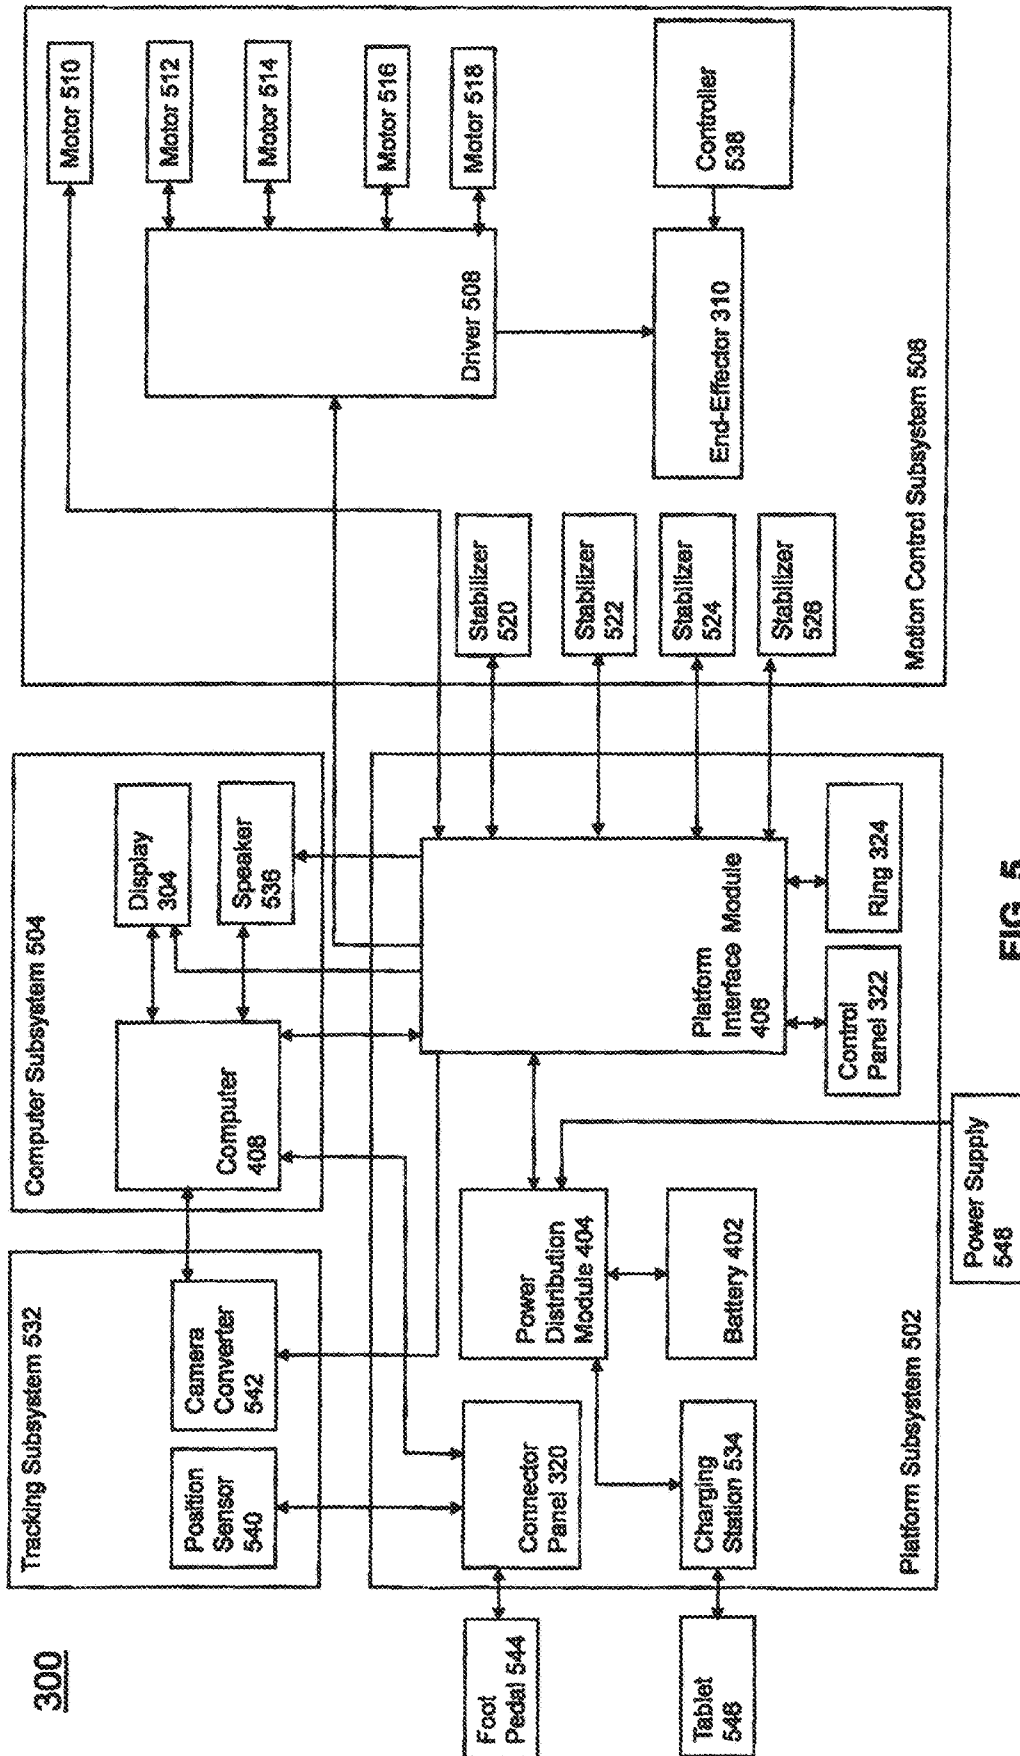 300
Tracking Subsystem 532
Position
Sensor
540
Camera
Converter
542
Computer Subsystem 504
Computer
408
Display
304
Speaker
536
Foot
Pedal 544
Tablet
546
Connector
Panel 320
Charging
Station 534
Power
Distribution
Module 404
Battery 402
Platform
Interface Module
406
Control
Panel 322
Ring 324
Platform Subsystem 502
Power Supply
548
Motor 510
Motor 512
Motor 514
Motor 516
Motor 518
Driver 508
End-Effector 310
Controller
538
Stabilizer
520
Stabilizer
522
Stabilizer
524
Stabilizer
526
Motion Control Subsystem 506
FIG. 5